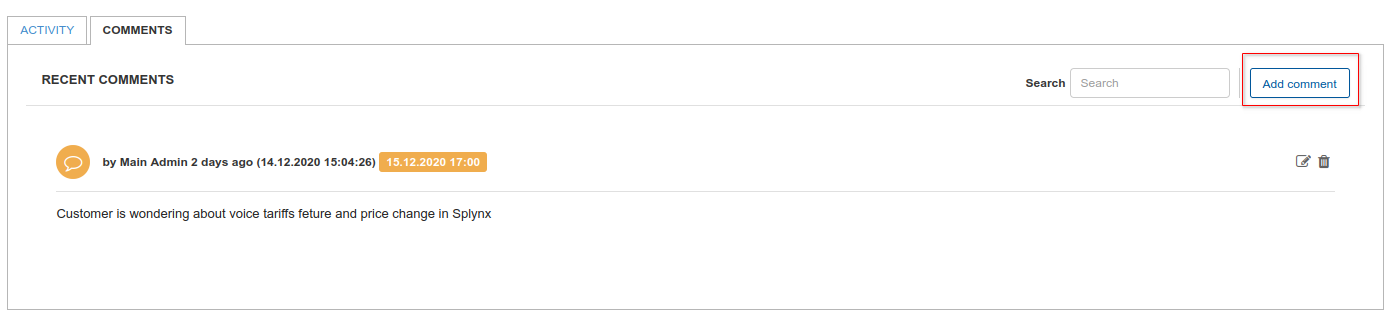 ACTIVITY COMMENTS
RECENT COMMENTS Search Search Add comment
by Main Admin 2 days ago (14.12.2020 15:04:26) 15.12.2020 17:00
Customer is wondering about voice tariffs feture and price change in Splynx